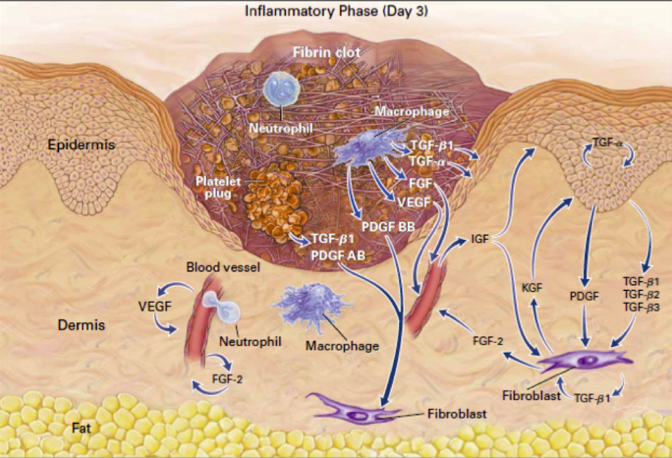 Inflammatory Phase (Day 3)
Fibrin clot
Neutrophil
Macrophage
TGF-β1
TGF-α
FGF
VEGF
PDGF BB
Epidermis
Platelet
plug
TGF-β1
PDGF AB
TGF-α
IGF
Blood vessel
VEGF
Neutrophil
FGF-2
Macrophage
Dermis
KGF
PDGF
TGF-β1
TGF-β2
TGF-β3
FGF-2
Fibroblast
TGF-β1
Fibroblast
Fat